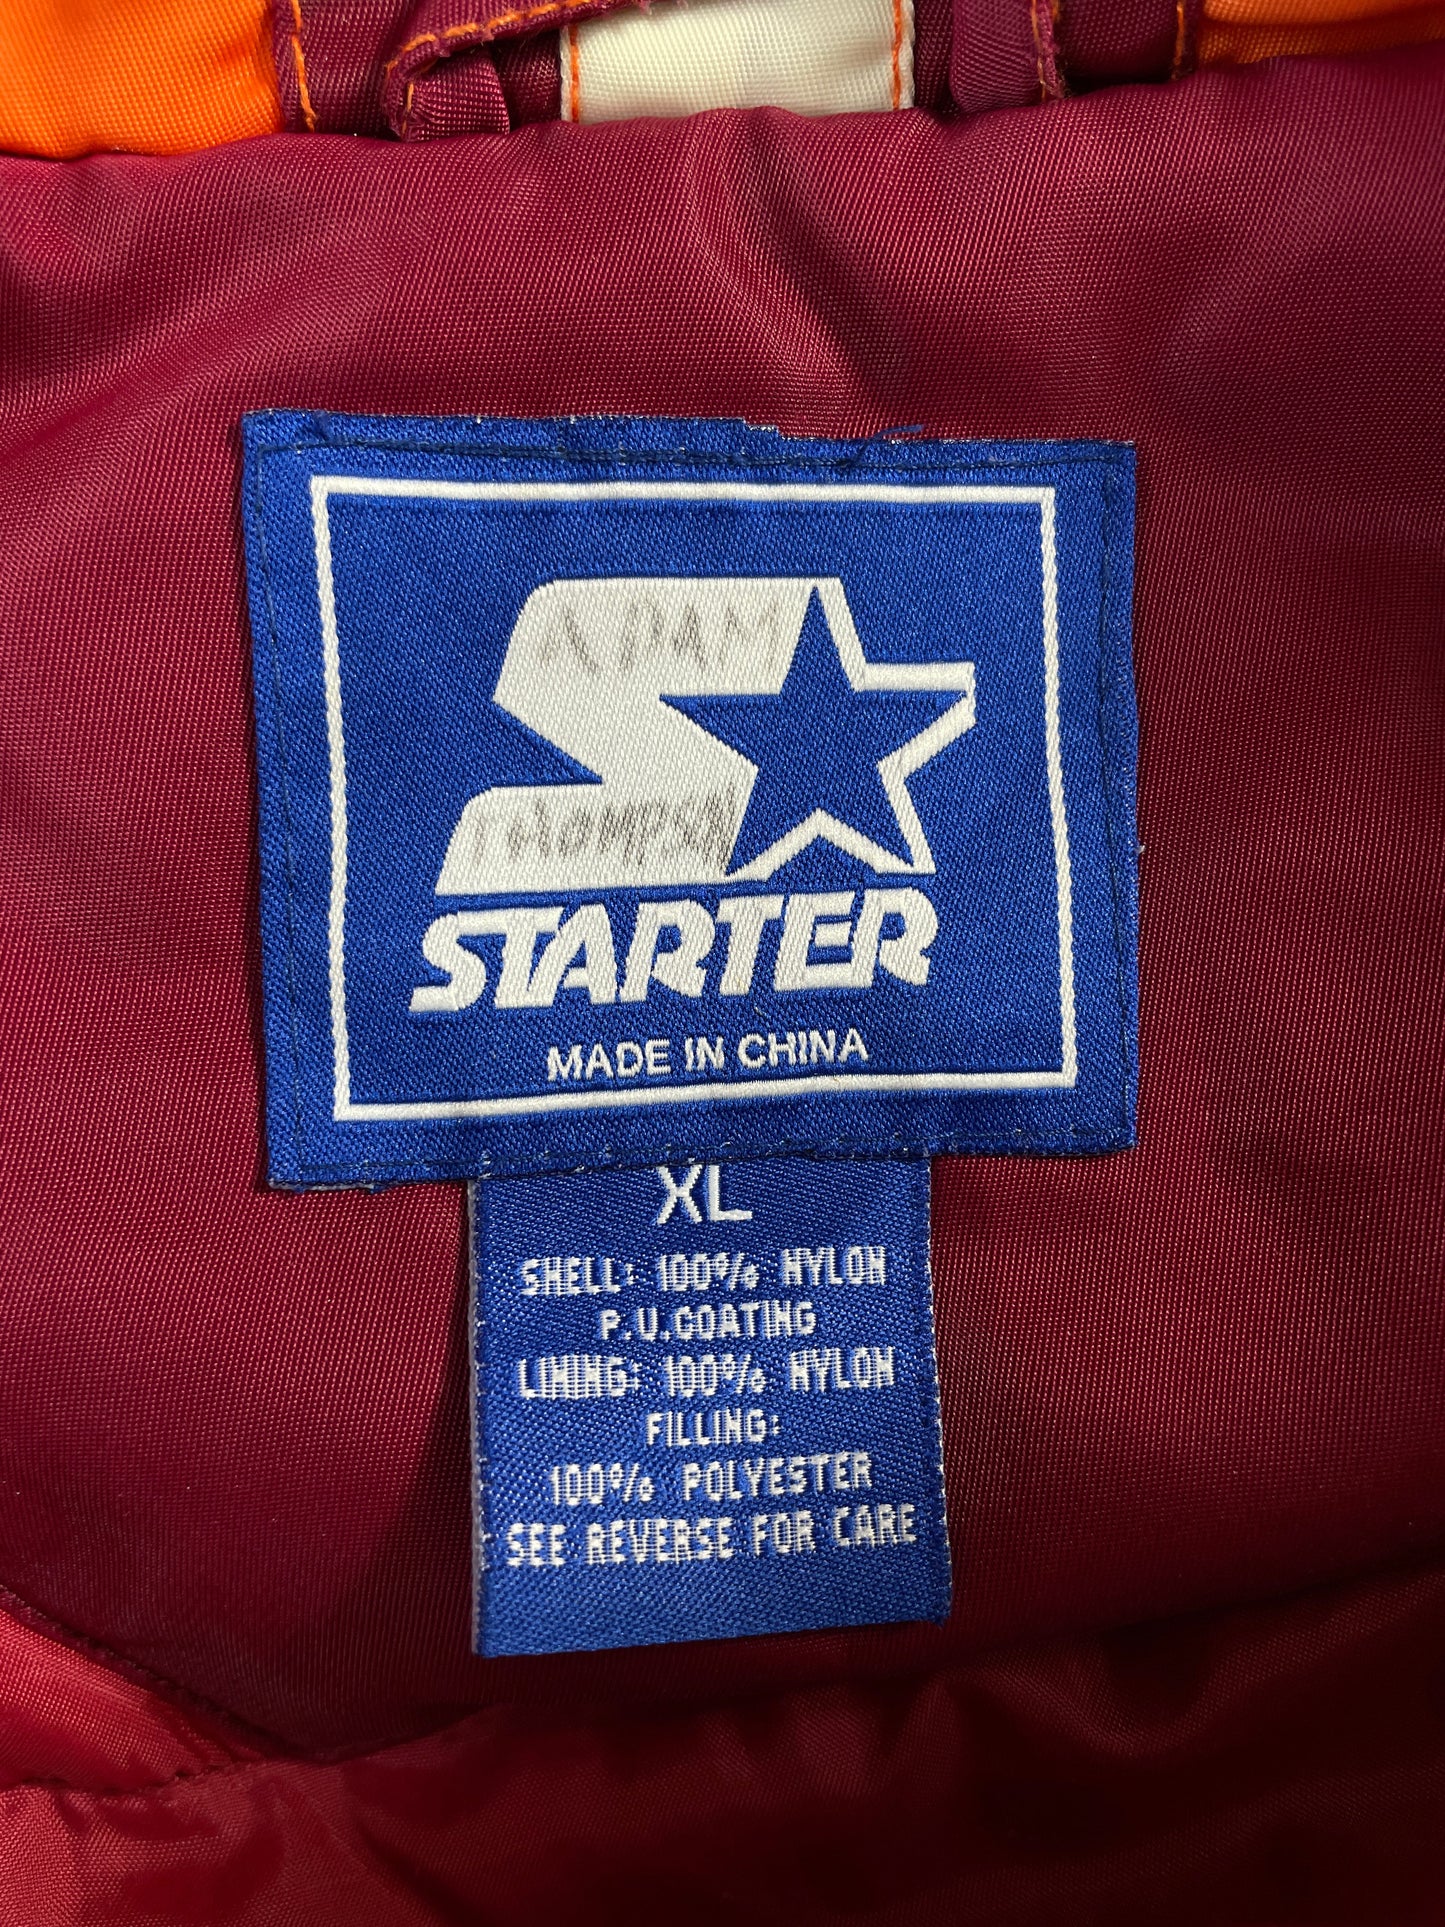 ADAM
THOMPSON
STARTER
MADE IN CHINA
XL
SHELL: 100% NYLON
P.U.COATING
LINING: 100% NYLON
FILLING:
100% POLYESTER
SEE REVERSE FOR CARE